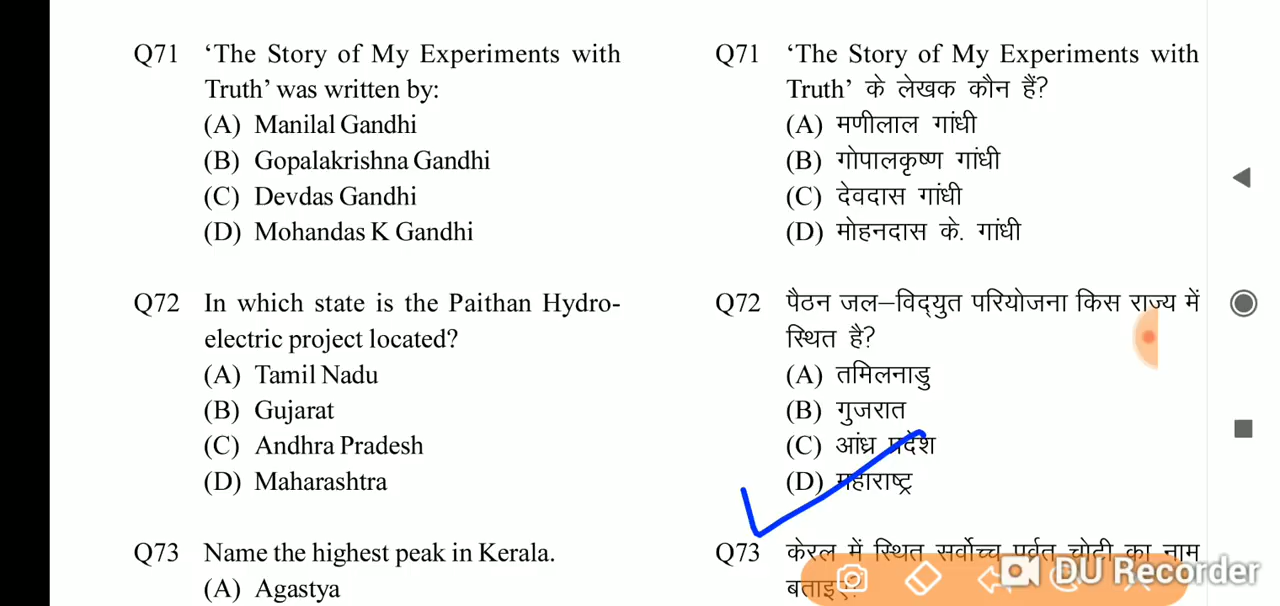 Q71 ‘The Story of My Experiments with
Truth’ was written by:
(A) Manilal Gandhi
(B) Gopalakrishna Gandhi
(C) Devdas Gandhi
(D) Mohandas K Gandhi
Q72 In which state is the Paithan Hydro-
electric project located?
(A) Tamil Nadu
(B) Gujarat
(C) Andhra Pradesh
(D) Maharashtra
Q73 Name the highest peak in Kerala.
(A) Agastya
Q71 ‘The Story of My Experiments with
Truth’ के लेखक कौन हैं?
(A) मणीलाल गांधी
(B) गोपालकृष्ण गांधी
(C) देवदास गांधी
(D) मोहनदास के. गांधी
Q72 पैठन जल–विद्युत परियोजना किस राज्य में
स्थित है?
(A) तमिलनाडु
(B) गुजरात
(C) आंध्र प्रदेश
(D) महाराष्ट्र
Q73 केरल में स्थित सर्वोच्च पर्वत चोटी का नाम
बताइए?
DU Recorder